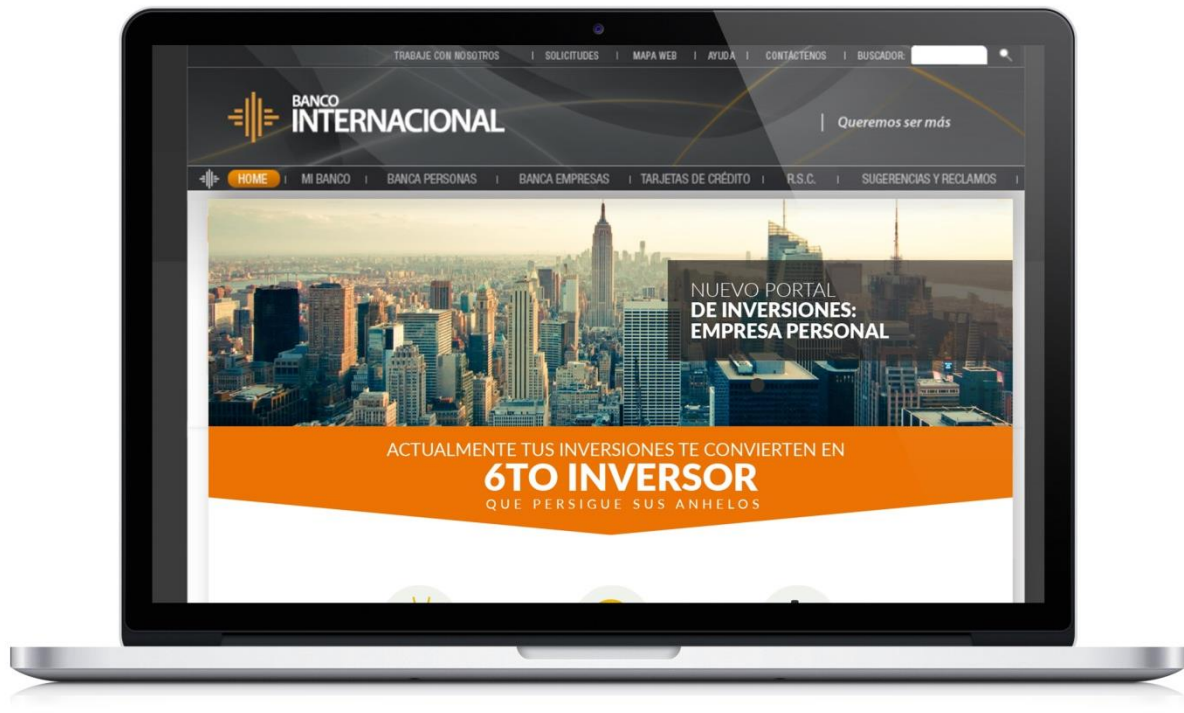 TRABAJE CON NOSOTROS | SOLICITUDES | MAPA WEB | AYUDA | CONTÁCTENOS | BUSCADOR:
BANCO
INTERNACIONAL
Queremos ser más
HOME | MI BANCO | BANCA PERSONAS | BANCA EMPRESAS | TARJETAS DE CRÉDITO | R.S.C. | SUGERENCIAS Y RECLAMOS |
NUEVO PORTAL
DE INVERSIONES:
EMPRESA PERSONAL
ACTUALMENTE TUS INVERSIONES TE CONVIERTEN EN
6TO INVERSOR
QUE PERSIGUE SUS ANHELOS